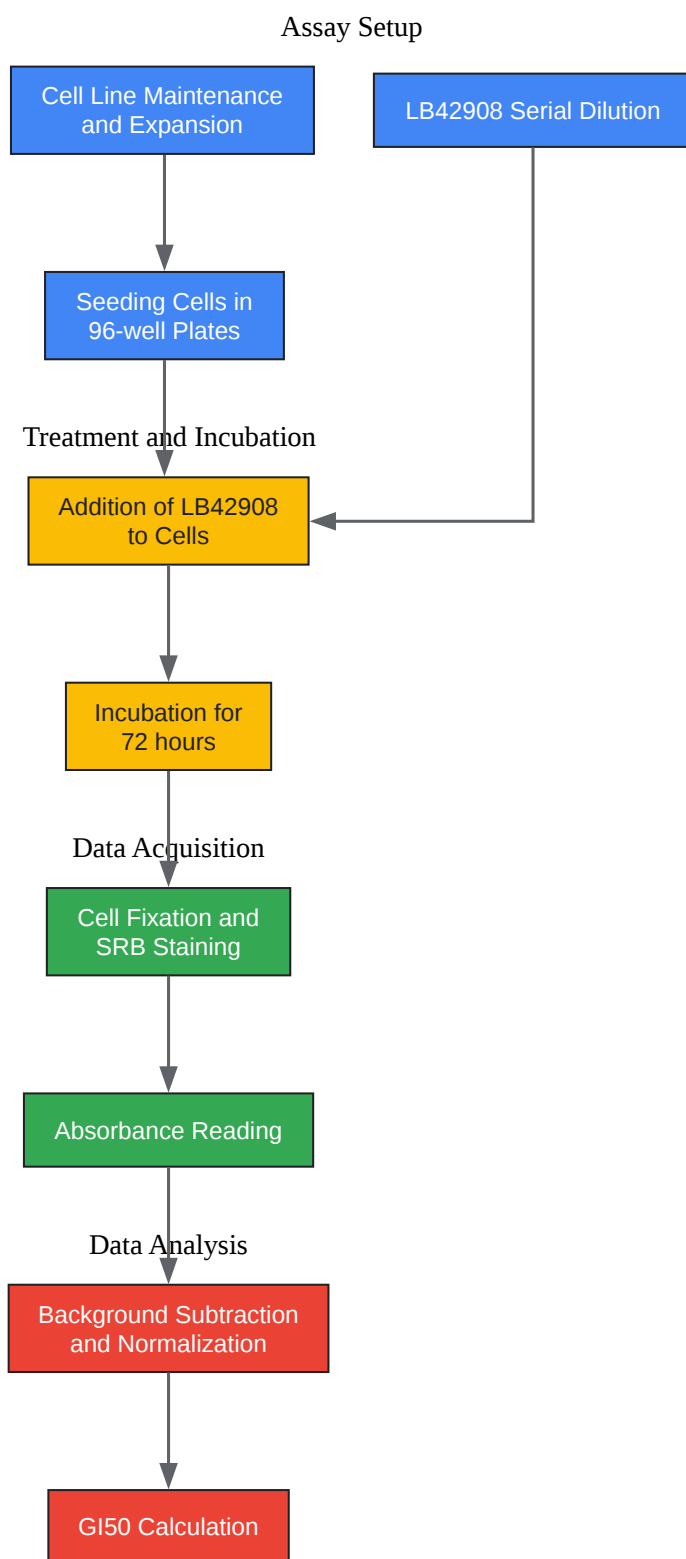 Assay Setup
Cell Line Maintenance
and Expansion
LB42908 Serial Dilution
Seeding Cells in
96-well Plates
Treatment and Incubation
Addition of LB42908
to Cells
Incubation for
72 hours
Data Acquisition
Cell Fixation and
SRB Staining
Absorbance Reading
Data Analysis
Background Subtraction
and Normalization
GI50 Calculation